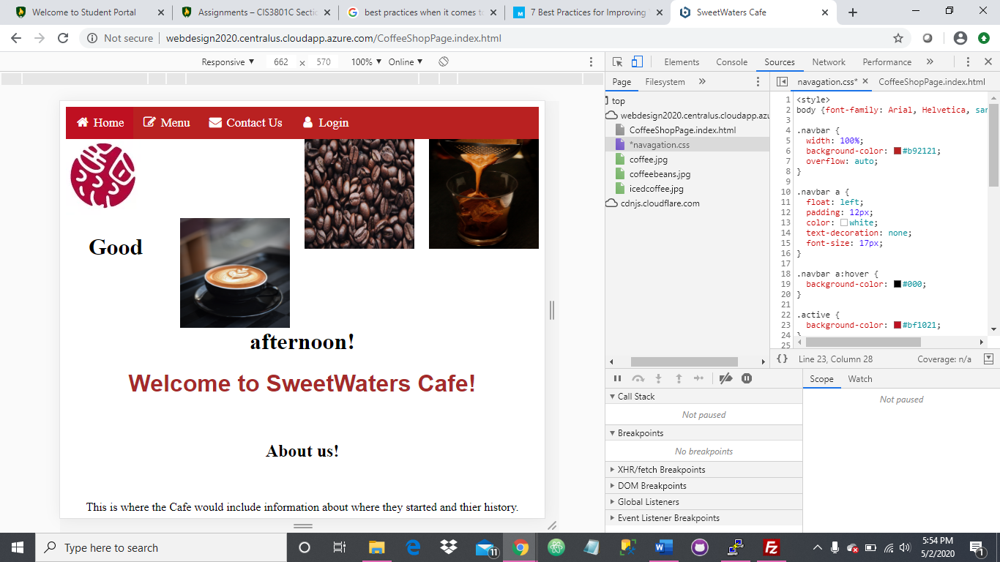 Welcome to Student Portal
Assignments – CIS3801C Secti
best practices when it comes to
7 Best Practices for Improving
SweetWaters Cafe
Not secure
webdesign2020.centralus.cloudapp.azure.com/CoffeeShopPage.index.html
Responsive 662 × 570 100% Online
Elements Console Sources Network Performance
Page Filesystem
navagation.css* CoffeeShopPage.index.html
top
webdesign2020.centralus.cloudapp.azu
CoffeeShopPage.index.html
*navagation.css
coffee.jpg
coffeebeans.jpg
icedcoffee.jpg
cdnjs.cloudflare.com
1 <style>
2 body {font-family: Arial, Helvetica, san
3
4 .navbar {
5 width: 100%;
6 background-color: #b92121;
7 overflow: auto;
8 }
9
10 .navbar a {
11 float: left;
12 padding: 12px;
13 color: white;
14 text-decoration: none;
15 font-size: 17px;
16 }
17
18 .navbar a:hover {
19 background-color: #000;
20 }
21
22 .active {
23 background-color: #bf1021;
24 }
25
{} Line 23, Column 28 Coverage: n/a
Home Menu Contact Us Login
Good
afternoon!
Welcome to SweetWaters Cafe!
About us!
This is where the Cafe would include information about where they started and thier history.
Scope Watch
Not paused
Call Stack
Not paused
Breakpoints
No breakpoints
XHR/fetch Breakpoints
DOM Breakpoints
Global Listeners
Event Listener Breakpoints
Type here to search
11
5:54 PM
5/2/2020
1